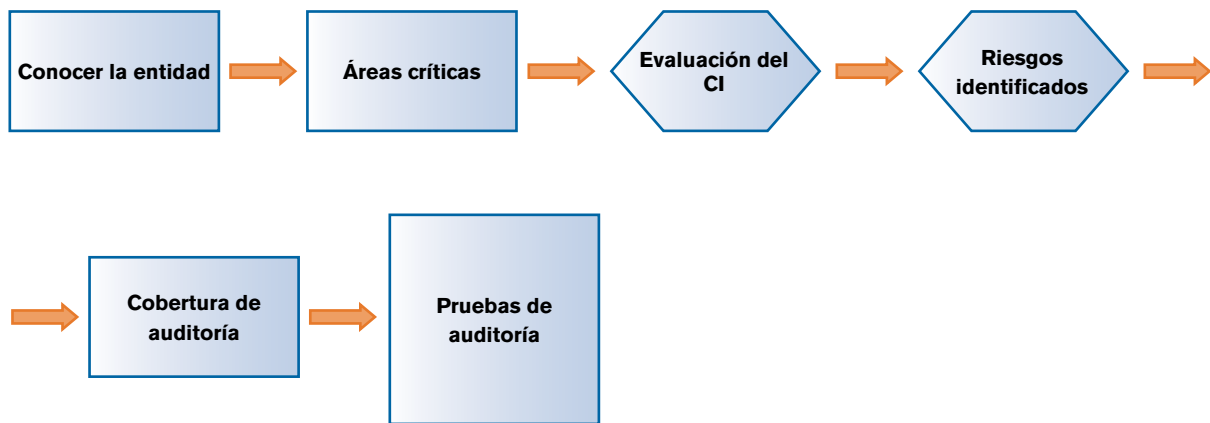 Conocer la entidad
Áreas críticas
Evaluación del
CI
Riesgos
identificados
Cobertura de
auditoría
Pruebas de
auditoría